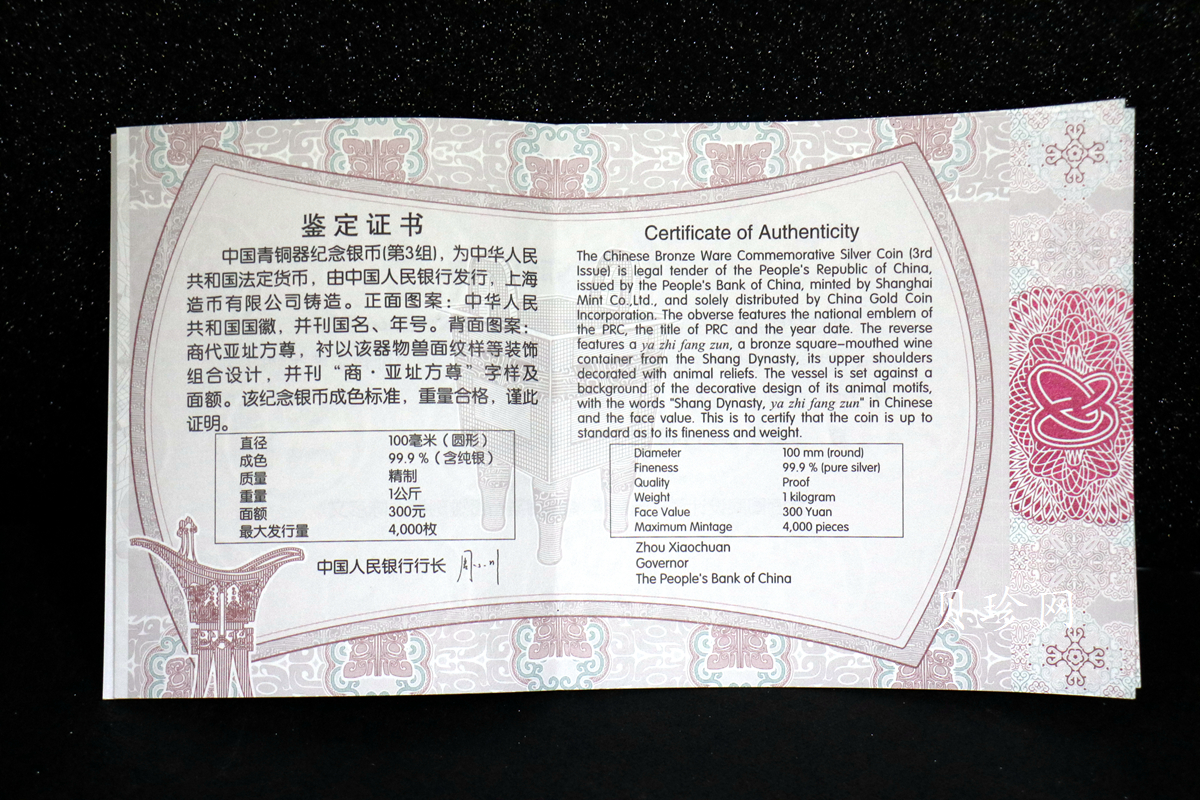 鉴定证书
中国青铜器纪念银币(第3组)，为中华人民
共和国法定货币，由中国人民银行发行，上海
造币有限公司铸造。正面图案：中华人民
共和国国徽，并刊国名、年号。背面图案：
商代亚址方尊，衬以该器物兽面纹样等装饰
组合设计，并刊“商·亚址方尊”字样及
面额。该纪念银币成色标准，重量合格，谨此
证明。
直径 100毫米（圆形）
成色 99.9％（含纯银）
质量 精制
重量 1公斤
面额 300元
最大发行量 4,000枚
中国人民银行行长 周小川
Certificate of Authenticity
The Chinese Bronze Ware Commemorative Silver Coin (3rd
Issue) is legal tender of the People's Republic of China,
issued by the People's Bank of China, minted by Shanghai
Mint Co.,Ltd., and solely distributed by China Gold Coin
Incorporation. The obverse features the national emblem of
the PRC, the title of PRC and the year date. The reverse
features a ya zhi fang zun, a bronze square-mouthed wine
container from the Shang Dynasty, its upper shoulders
decorated with animal reliefs. The vessel is set against a
background of the decorative design of its animal motifs,
with the words "Shang Dynasty, ya zhi fang zun" in Chinese
and the face value. This is to certify that the coin is up to
standard as to its fineness and weight.
Diameter 100 mm (round)
Fineness 99.9 % (pure silver)
Quality Proof
Weight 1 kilogram
Face Value 300 Yuan
Maximum Mintage 4,000 pieces
Zhou Xiaochuan
Governor
The People's Bank of China